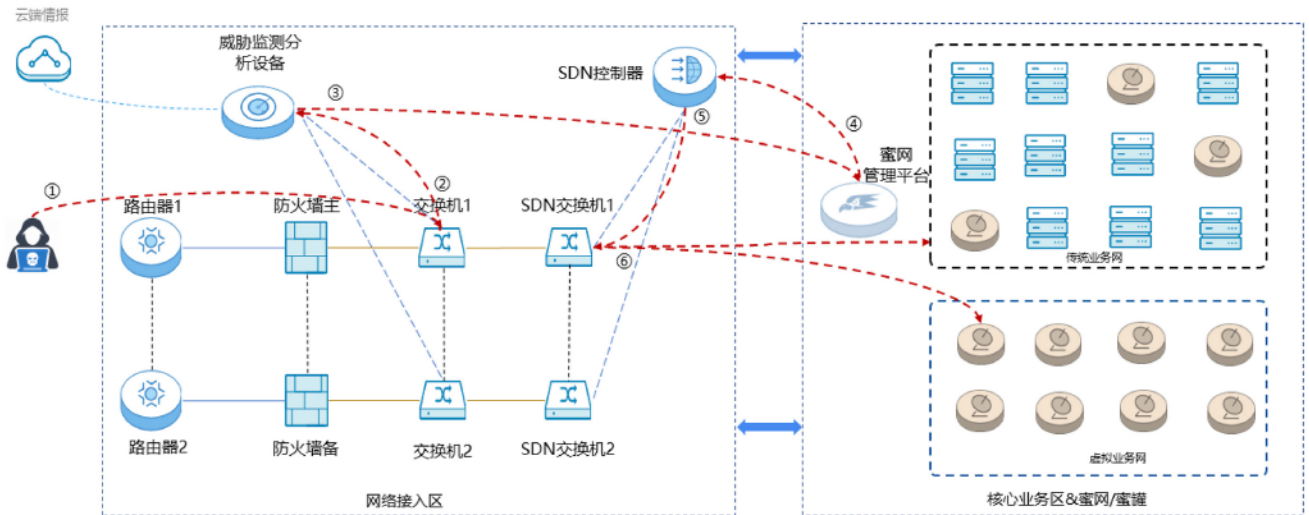 云端情报
威胁监测分
析设备
SDN控制器
③
⑤
④
①
②
蜜网
管理平台
路由器1
防火墙主
交换机1
SDN交换机1
⑥
传统业务网
路由器2
防火墙备
交换机2
SDN交换机2
虚拟业务网
网络接入区
核心业务区&蜜网/蜜罐